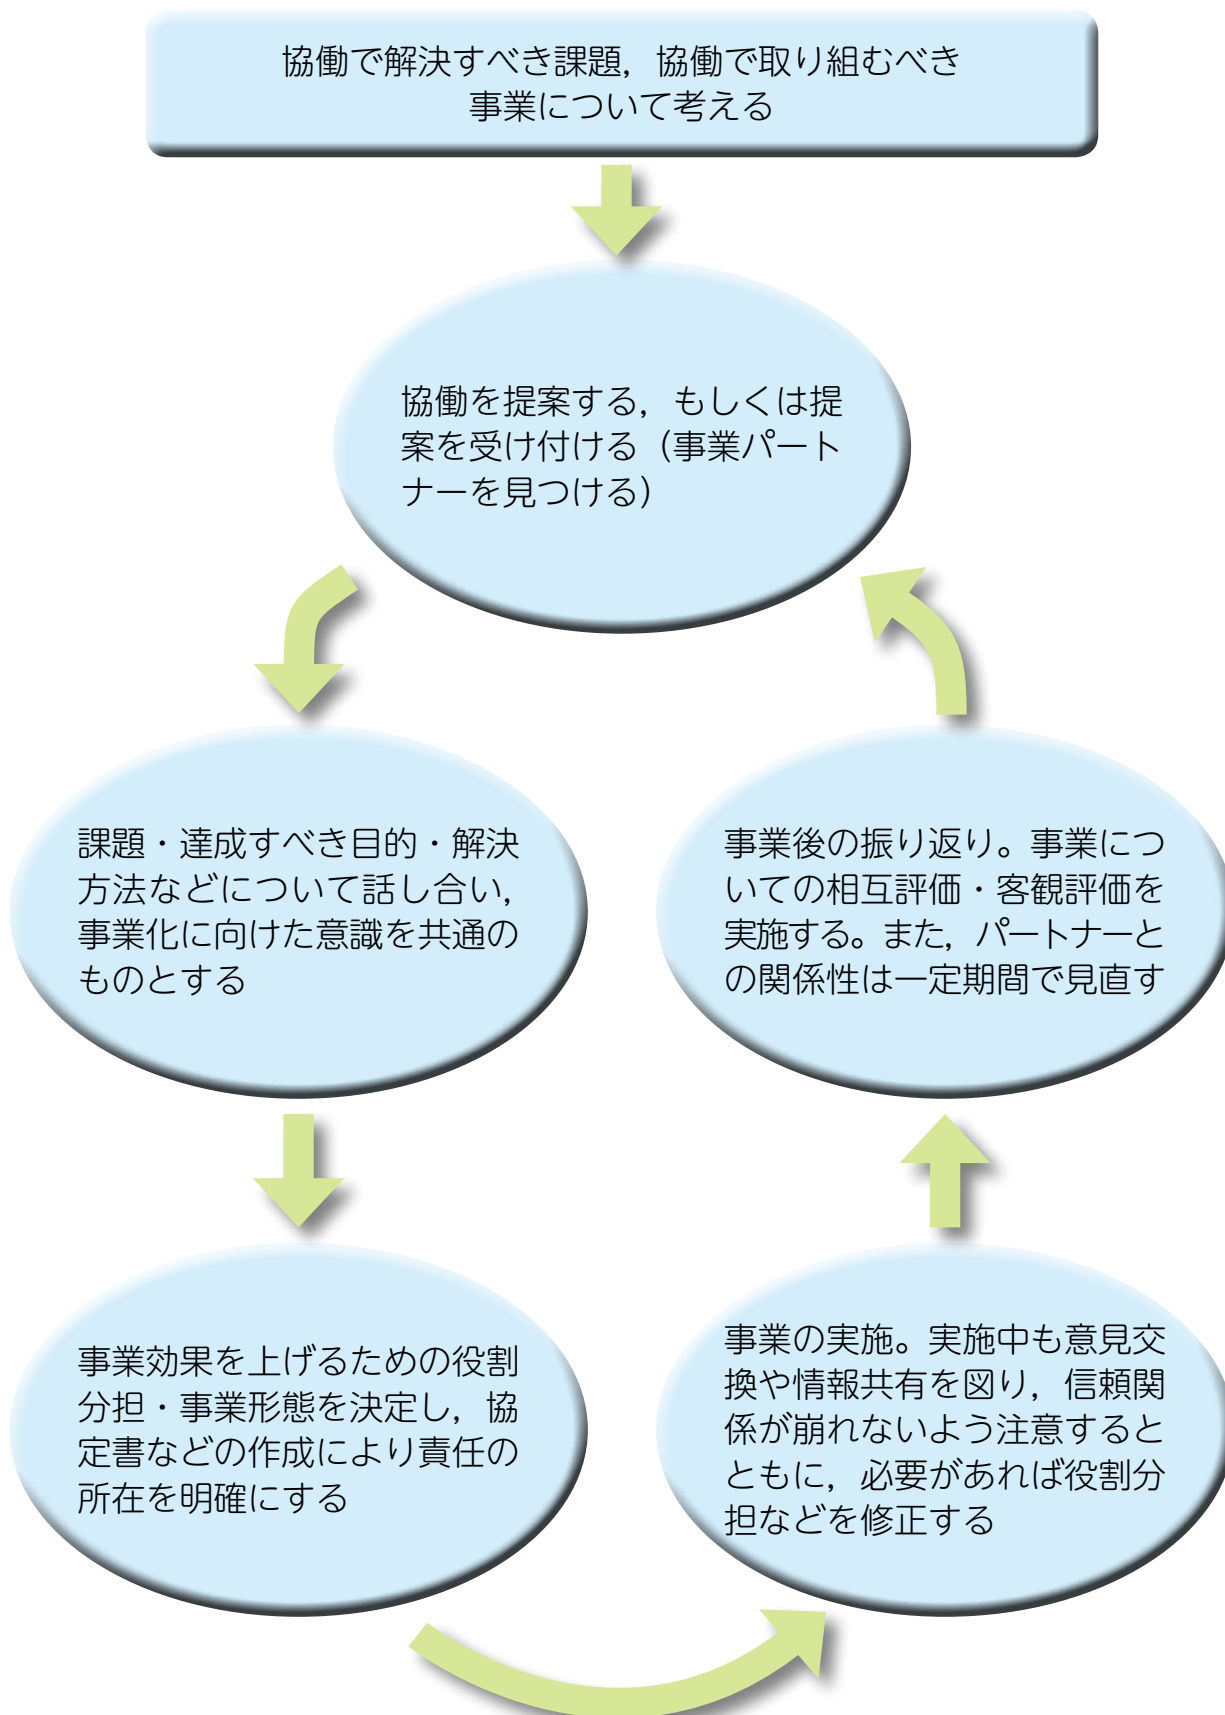 協働で解決すべき課題，協働で取り組むべき
事業について考える
協働を提案する，もしくは提
案を受け付ける（事業パート
ナーを見つける）
課題・達成すべき目的・解決
方法などについて話し合い，
事業化に向けた意識を共通の
ものとする
事業効果を上げるための役割
分担・事業形態を決定し，協
定書などの作成により責任の
所在を明確にする
事業の実施。実施中も意見交
換や情報共有を図り，信頼関
係が崩れないよう注意すると
ともに，必要があれば役割分
担などを修正する
事業後の振り返り。事業につ
いての相互評価・客観評価を
実施する。また，パートナーと
の関係性は一定期間で見直す